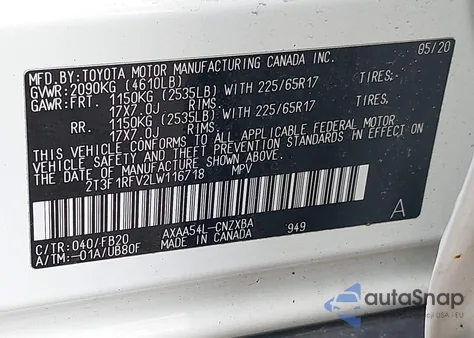 MFD.BY:TOYOTA MOTOR MANUFACTURING CANADA INC. 05/20
GVWR:2090KG (4610LB)
GAWR:FRT. 1150KG (2535LB) WITH 225/65R17 TIRES-
17X7.0J RIMS.
RR. 1150KG (2535LB) WITH 225/65R17 TIRES-
17X7.0J RIMS.
THIS VEHICLE CONFORMS TO ALL APPLICABLE FEDERAL MOTOR
VEHICLE SAFETY AND THEFT PREVENTION STANDARDS IN EFFECT ON
THE DATE OF MANUFACTURE SHOWN ABOVE.
2T3F1RFV2LW116718 MPV
A
C/TR:040/FB20 AXAA54L-CNZXBA 949
A/TM:-01A/UB80F MADE IN CANADA
autoSnap
USA - EU